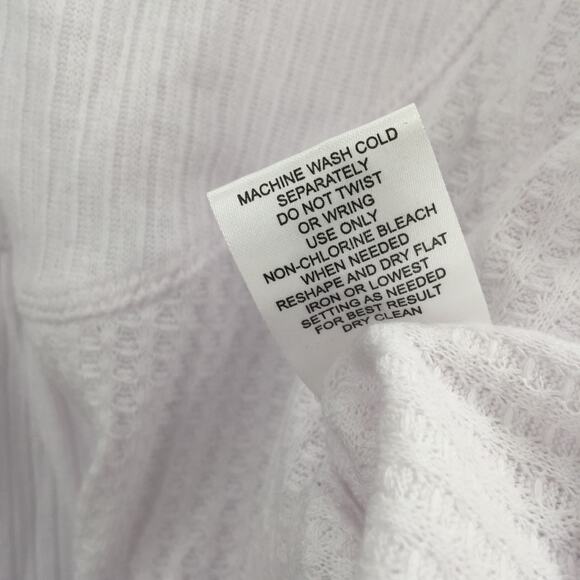 MACHINE WASH COLD
SEPARATELY
DO NOT TWIST
OR WRING
USE ONLY
NON-CHLORINE BLEACH
WHEN NEEDED
RESHAPE AND DRY FLAT
IRON OR LOWEST
SETTING AS NEEDED
FOR BEST RESULT
DRY CLEAN